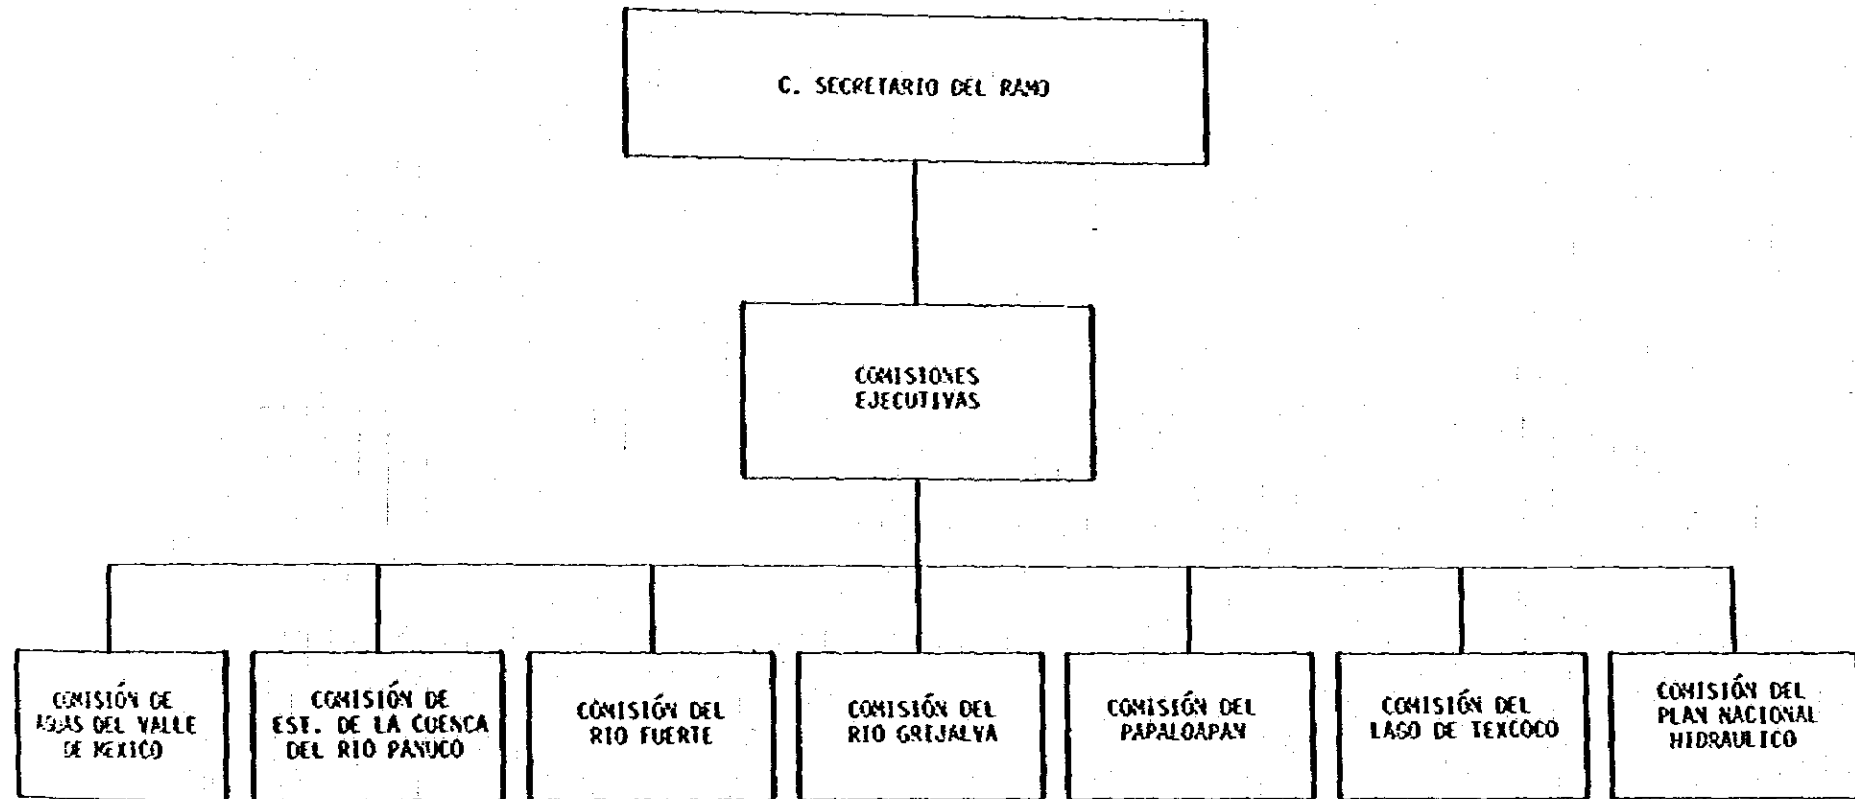 C. SECRETARIO DEL RAMO
COMISIONES
EJECUTIVAS
COMISIÓN DE
AGUAS DEL VALLE
DE MEXICO
COMISIÓN DE
EST. DE LA CUENCA
DEL RIO PANUCO
COMISIÓN DEL
RIO FUERTE
COMISIÓN DEL
RIO GRIJALVA
COMISIÓN DEL
PAPALOAPAN
COMISIÓN DEL
LAGO DE TEXCOCO
COMISIÓN DEL
PLAN NACIONAL
HIDRAULICO